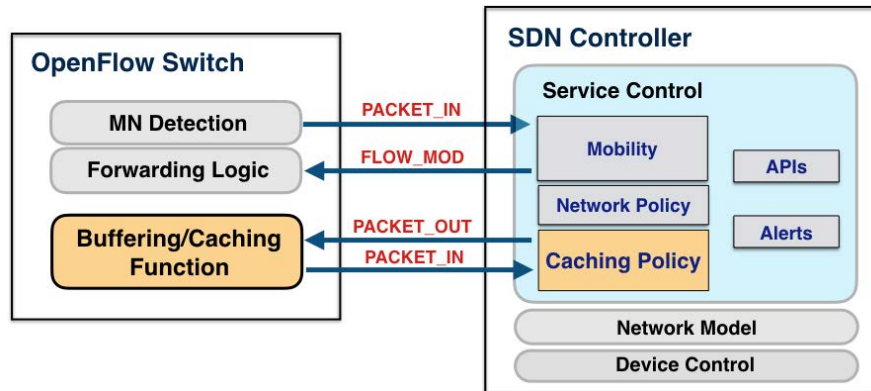 OpenFlow Switch
MN Detection
Forwarding Logic
Buffering/Caching
Function
PACKET_IN
FLOW_MOD
PACKET_OUT
PACKET_IN
SDN Controller
Service Control
Mobility
Network Policy
Caching Policy
APIs
Alerts
Network Model
Device Control